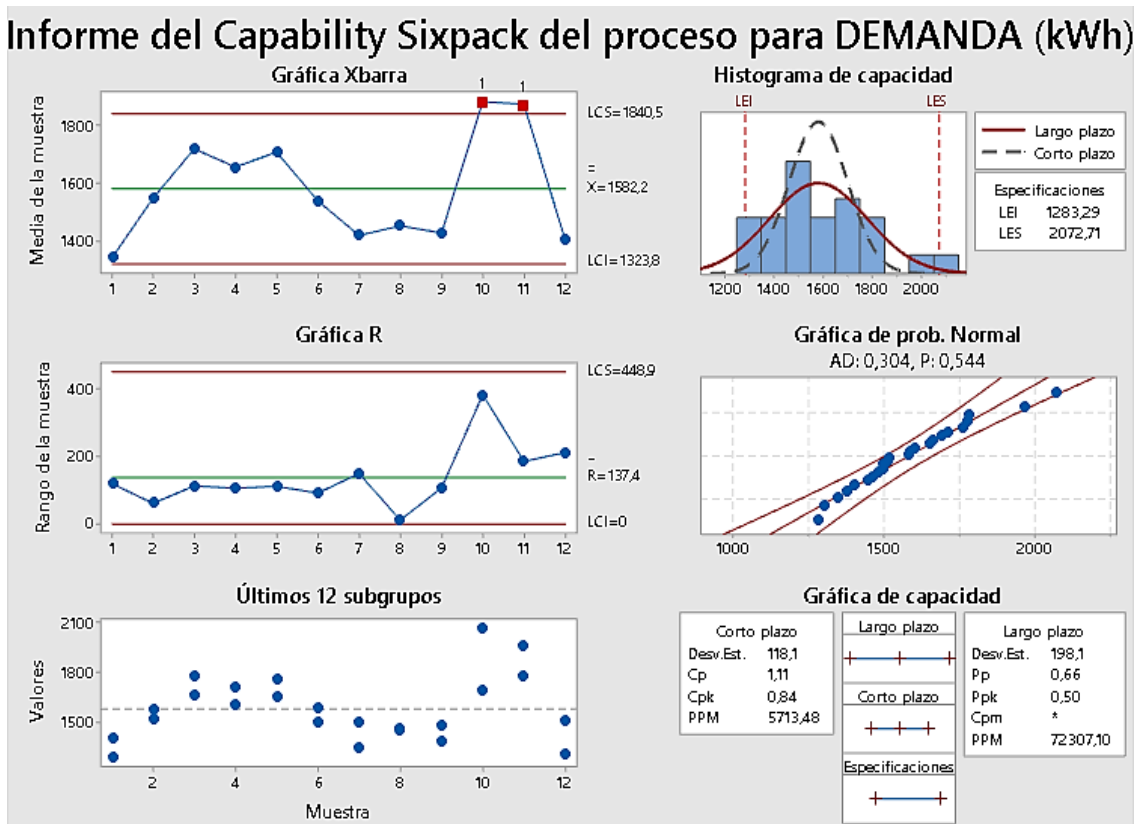 Informe del Capability Sixpack del proceso para DEMANDA (kWh)
Gráfica Xbarra
Media de la muestra
1800
1600
1400
1 1
LCS=1840,5
=
X=1582,2
LCI=1323,8
1 2 3 4 5 6 7 8 9 10 11 12
Histograma de capacidad
LEI LES
1200 1400 1600 1800 2000
Largo plazo
Corto plazo
Especificaciones
LEI 1283,29
LES 2072,71
Gráfica R
Rango de la muestra
400
200
0
LCS=448,9
_
R=137,4
LCI=0
1 2 3 4 5 6 7 8 9 10 11 12
Gráfica de prob. Normal
AD: 0,304, P: 0,544
1000 1500 2000
Últimos 12 subgrupos
Valores
2100
1800
1500
2 4 6 8 10 12
Muestra
Gráfica de capacidad
Corto plazo
Desv.Est. 118,1
Cp 1,11
Cpk 0,84
PPM 5713,48
Largo plazo
Corto plazo
Especificaciones
Largo plazo
Desv.Est. 198,1
Pp 0,66
Ppk 0,50
Cpm *
PPM 72307,10